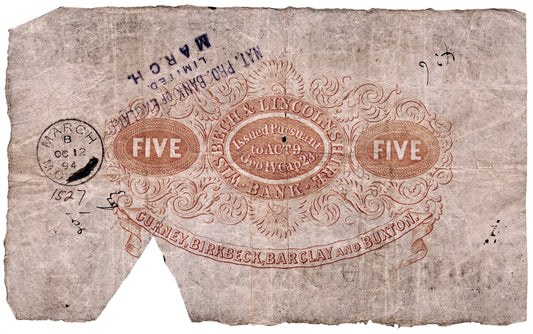 NAT. PRO. BANK OF ENGLAND
LIMITED.
MARCH
WISBECH & LINCOLNSHIRE
BANK.
FIVE
Issued Pursuant
to ACT 9
Geo IV Cap 23.
FIVE
MARCH
B
OC 12
94
1527
GURNEY, BIRKBECK, BARCLAY AND BUXTON.